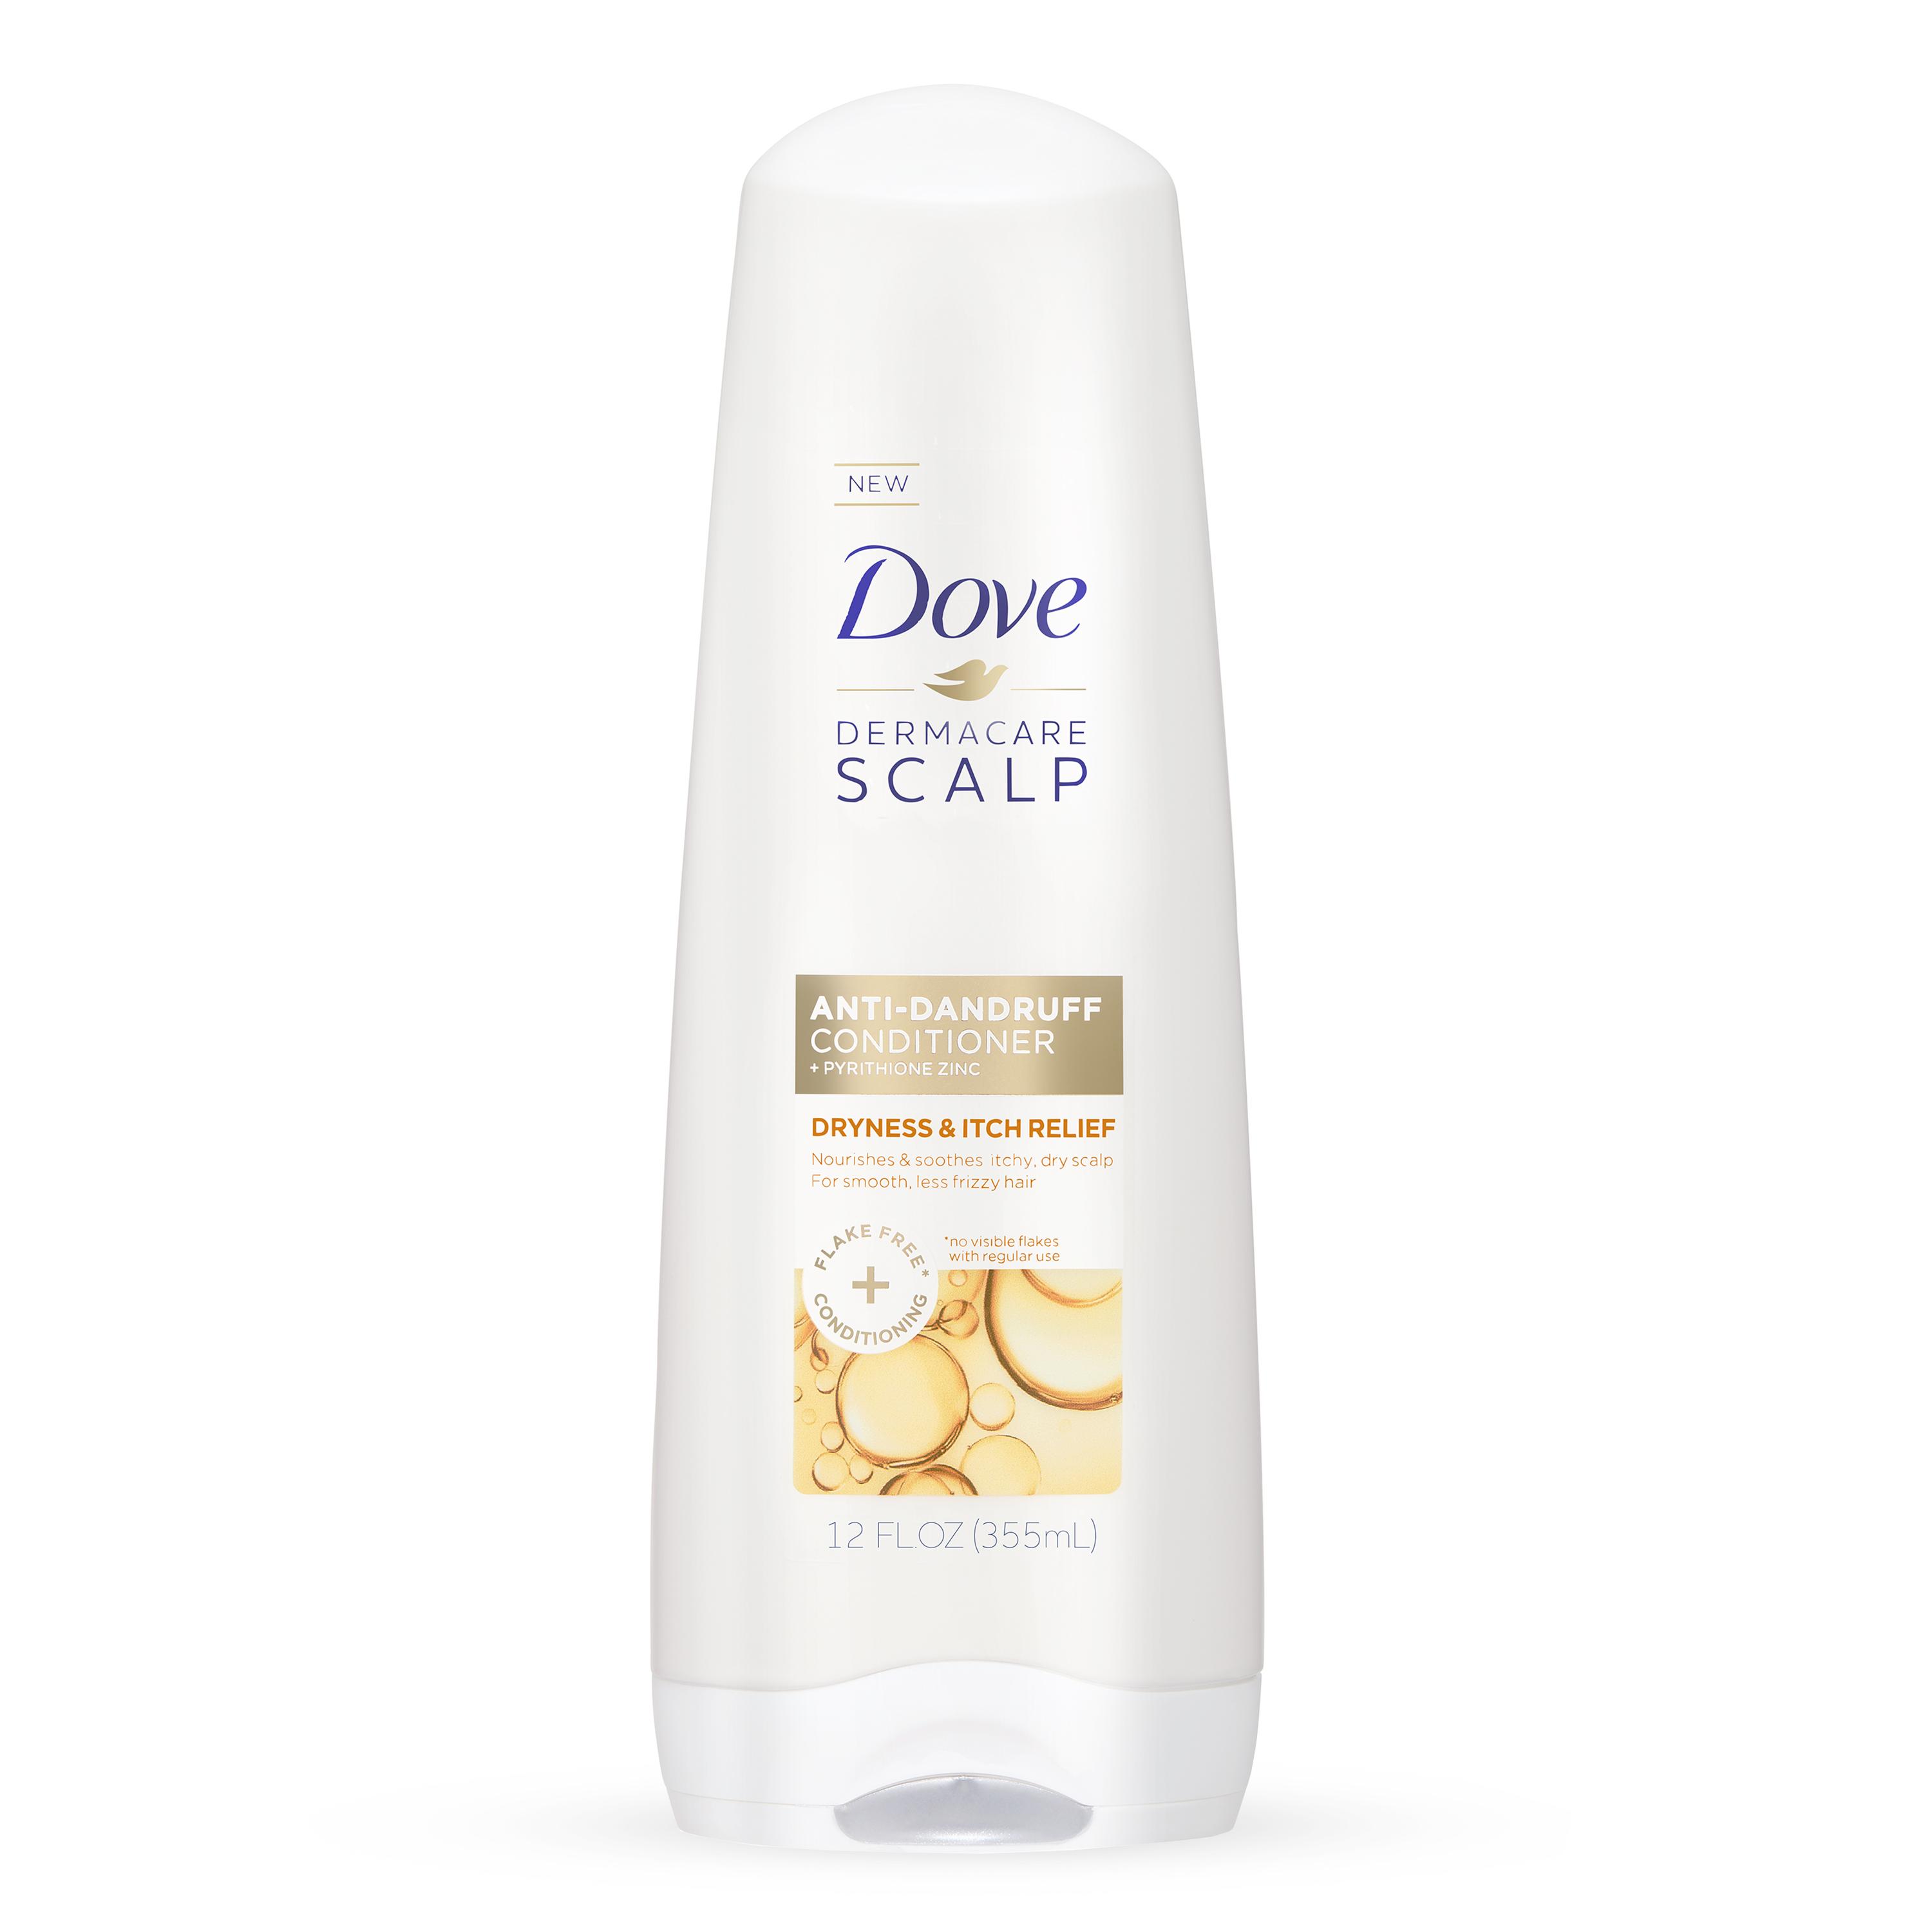 NEW
Dove
DERMACARE
SCALP
ANTI-DANDRUFF
CONDITIONER
+ PYRITHIONE ZINC
DRYNESS & ITCH RELIEF
Nourishes & soothes itchy, dry scalp
For smooth, less frizzy hair
FLAKE FREE*
+
CONDITIONING
*no visible flakes
with regular use
12 FL.OZ (355mL)